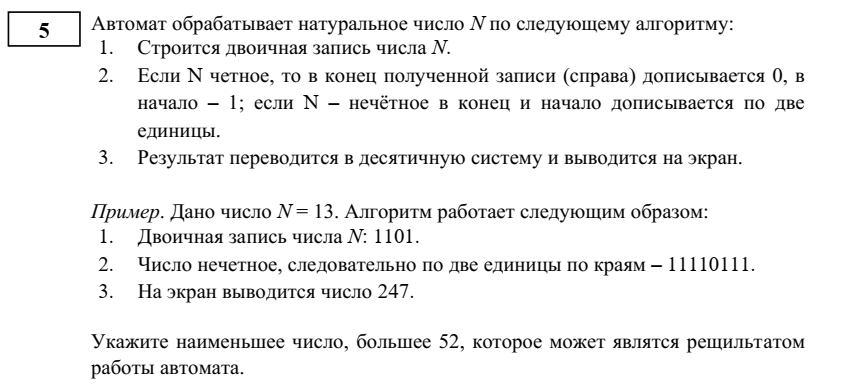 5
Автомат обрабатывает натуральное число N по следующему алгоритму:
1. Строится двоичная запись числа N.
2. Если N четное, то в конец полученной записи (справа) дописывается 0, в
начало – 1; если N – нечётное в конец и начало дописывается по две
единицы.
3. Результат переводится в десятичную систему и выводится на экран.
Пример. Дано число N = 13. Алгоритм работает следующим образом:
1. Двоичная запись числа N: 1101.
2. Число нечетное, следовательно по две единицы по краям – 11110111.
3. На экран выводится число 247.
Укажите наименьшее число, большее 52, которое может являтся рещильтатом
работы автомата.